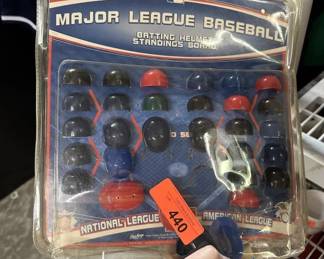 MAJOR LEAGUE BASEBALL
BATTING HELMET
STANDINGS BOARD
440
NATIONAL LEAGUE
AMERICAN LEAGUE